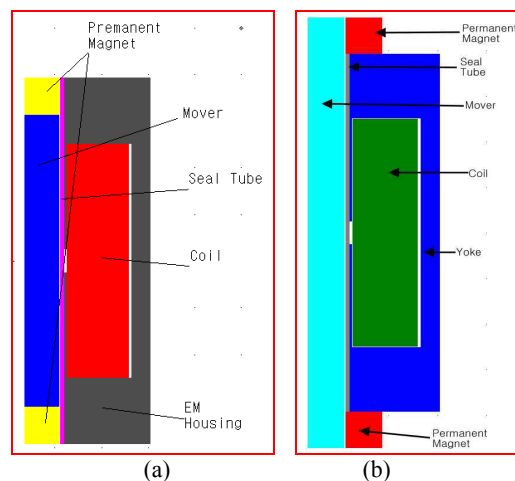 Premanent
Magnet
Mover
Seal Tube
Coil
EM
Housing
(a)
Permanent
Magnet
Seal
Tube
Mover
Coil
Yoke
Permanent
Magnet
(b)